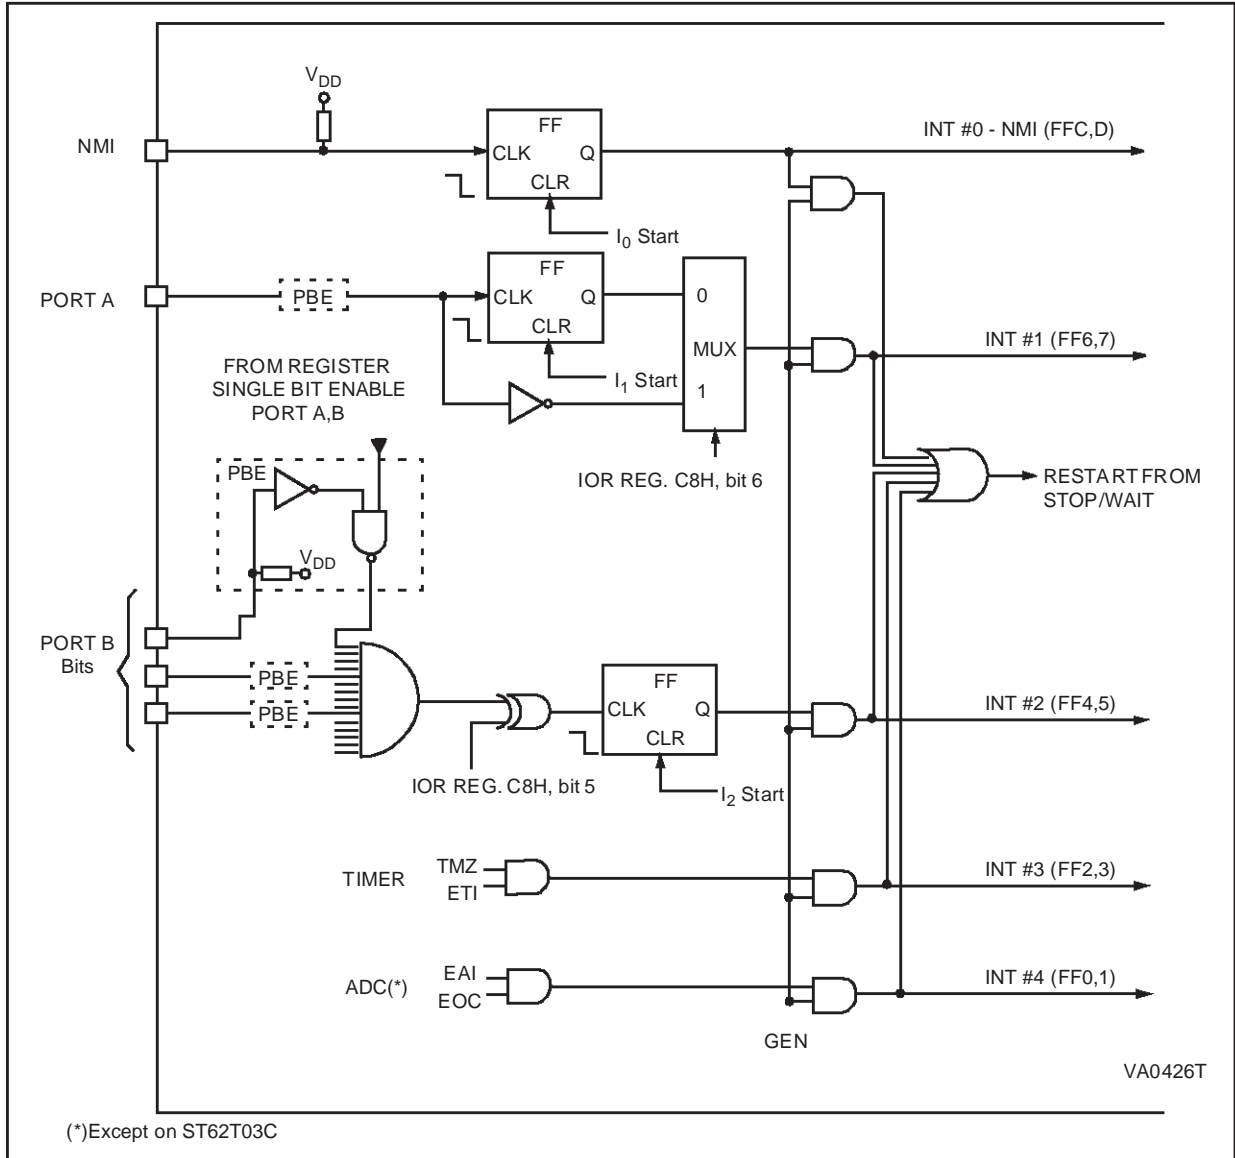 V_DD
NMI
FF
CLK Q
CLR
I_0 Start
INT #0 - NMI (FFC,D)
PORT A
PBE
FF
CLK Q
CLR
I_1 Start
0
MUX
1
INT #1 (FF6,7)
FROM REGISTER
SINGLE BIT ENABLE
PORT A,B
IOR REG. C8H, bit 6
RESTART FROM
STOP/WAIT
PBE
V_DD
PORT B
Bits
PBE
PBE
FF
CLK Q
CLR
IOR REG. C8H, bit 5
I_2 Start
INT #2 (FF4,5)
TIMER
TMZ
ETI
INT #3 (FF2,3)
ADC(*)
EAI
EOC
INT #4 (FF0,1)
GEN
VA0426T
(*)Except on ST62T03C